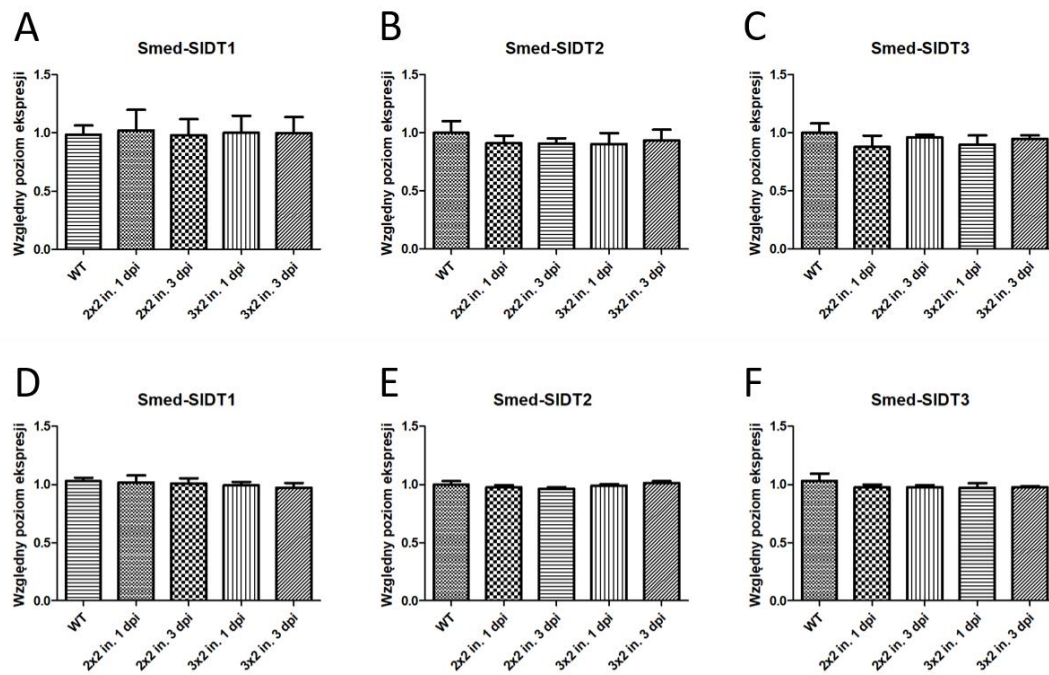 A
Smed-SIDT1
Względny poziom ekspresji
1.5
1.0
0.5
0.0
WT
2x2 in. 1 dpi
2x2 in. 3 dpi
3x2 in. 1 dpi
3x2 in. 3 dpi
B
Smed-SIDT2
Względny poziom ekspresji
1.5
1.0
0.5
0.0
WT
2x2 in. 1 dpi
2x2 in. 3 dpi
3x2 in. 1 dpi
3x2 in. 3 dpi
C
Smed-SIDT3
Względny poziom ekspresji
1.5
1.0
0.5
0.0
WT
2x2 in. 1 dpi
2x2 in. 3 dpi
3x2 in. 1 dpi
3x2 in. 3 dpi
D
Smed-SIDT1
Względny poziom ekspresji
1.5
1.0
0.5
0.0
WT
2x2 in. 1 dpi
2x2 in. 3 dpi
3x2 in. 1 dpi
3x2 in. 3 dpi
E
Smed-SIDT2
Względny poziom ekspresji
1.5
1.0
0.5
0.0
WT
2x2 in. 1 dpi
2x2 in. 3 dpi
3x2 in. 1 dpi
3x2 in. 3 dpi
F
Smed-SIDT3
Względny poziom ekspresji
1.5
1.0
0.5
0.0
WT
2x2 in. 1 dpi
2x2 in. 3 dpi
3x2 in. 1 dpi
3x2 in. 3 dpi